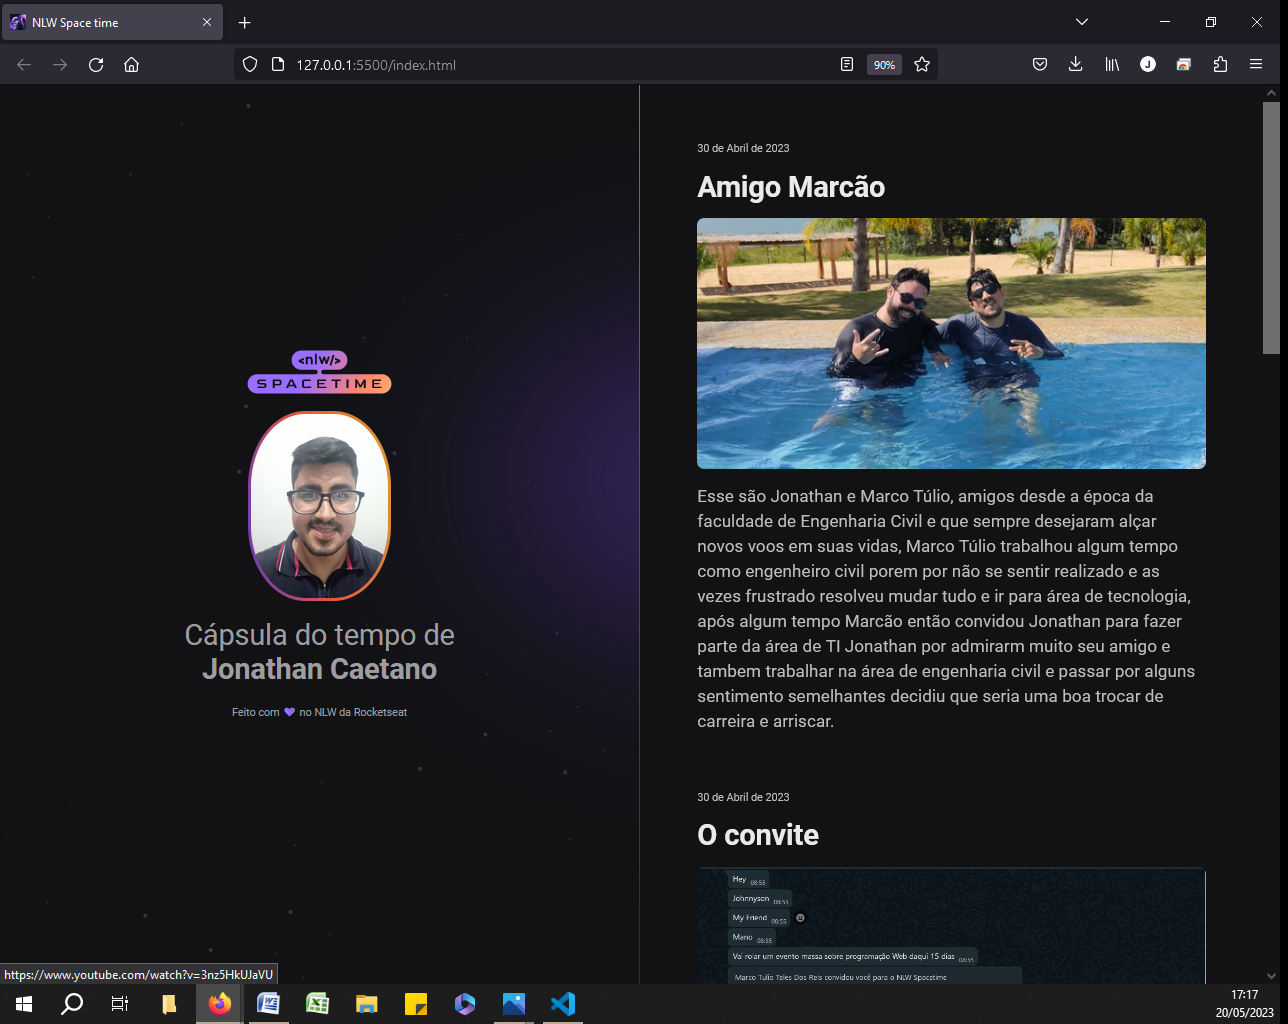 NLW Space time
127.0.0.1:5500/index.html
90%
J
<nlw/>
SPACETIME
Cápsula do tempo de
Jonathan Caetano
Feito com 💜 no NLW da Rocketseat
30 de Abril de 2023
Amigo Marcão
Esse são Jonathan e Marco Túlio, amigos desde a época da
faculdade de Engenharia Civil e que sempre desejaram alçar
novos voos em suas vidas, Marco Túlio trabalhou algum tempo
como engenheiro civil porem por não se sentir realizado e as
vezes frustrado resolveu mudar tudo e ir para área de tecnologia,
após algum tempo Marcão então convidou Jonathan para fazer
parte da área de TI Jonathan por admirarm muito seu amigo e
tambem trabalhar na área de engenharia civil e passar por alguns
sentimento semelhantes decidiu que seria uma boa trocar de
carreira e arriscar.
30 de Abril de 2023
O convite
Hey 08:55
Johnnyson 08:55
My Friend 08:55
Mano 08:55
Vai rolar um evento massa sobre programação Web daqui 15 dias 08:55
Marco Tulio Teles Dos Reis convidou você para o NLW Spacetime
https://www.youtube.com/watch?v=3nz5HkUJaVU
17:17
20/05/2023